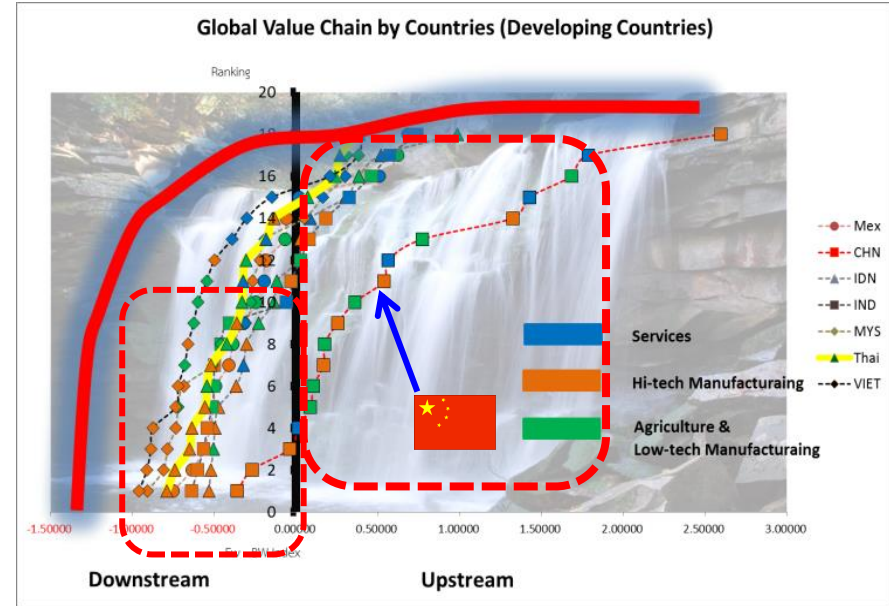 Global Value Chain by Countries (Developing Countries)
Ranking
20
18
16
14
12
10
8
6
4
2
0
-1.50000 -1.00000 -0.50000 0.00000 0.50000 1.00000 1.50000 2.00000 2.50000 3.00000
Index
Downstream Upstream
Services
Hi-tech Manufacturaing
Agriculture &
Low-tech Manufacturaing
Mex
CHN
IDN
IND
MYS
Thai
VIET